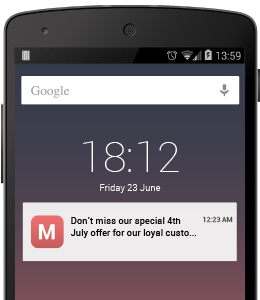 13:59
Google
18:12
Friday 23 June
M
Don't miss our special 4th 12:23 AM
July offer for our loyal custo...